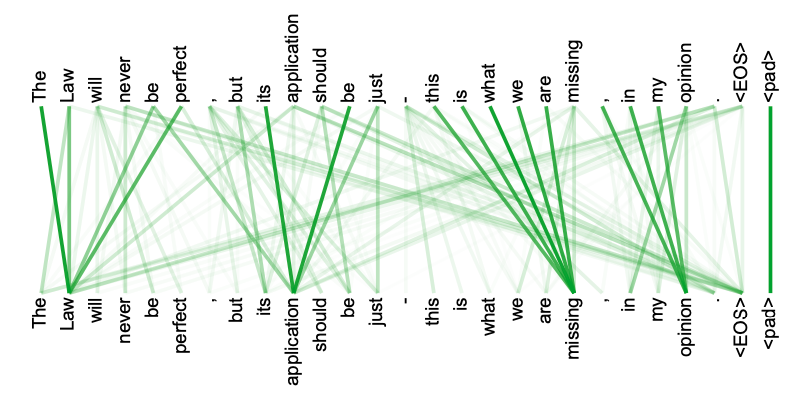 The Law will never be perfect , but its application should be just - this is what we are missing , in my opinion . <EOS> <pad>
The Law will never be perfect , but its application should be just - this is what we are missing , in my opinion . <EOS> <pad>